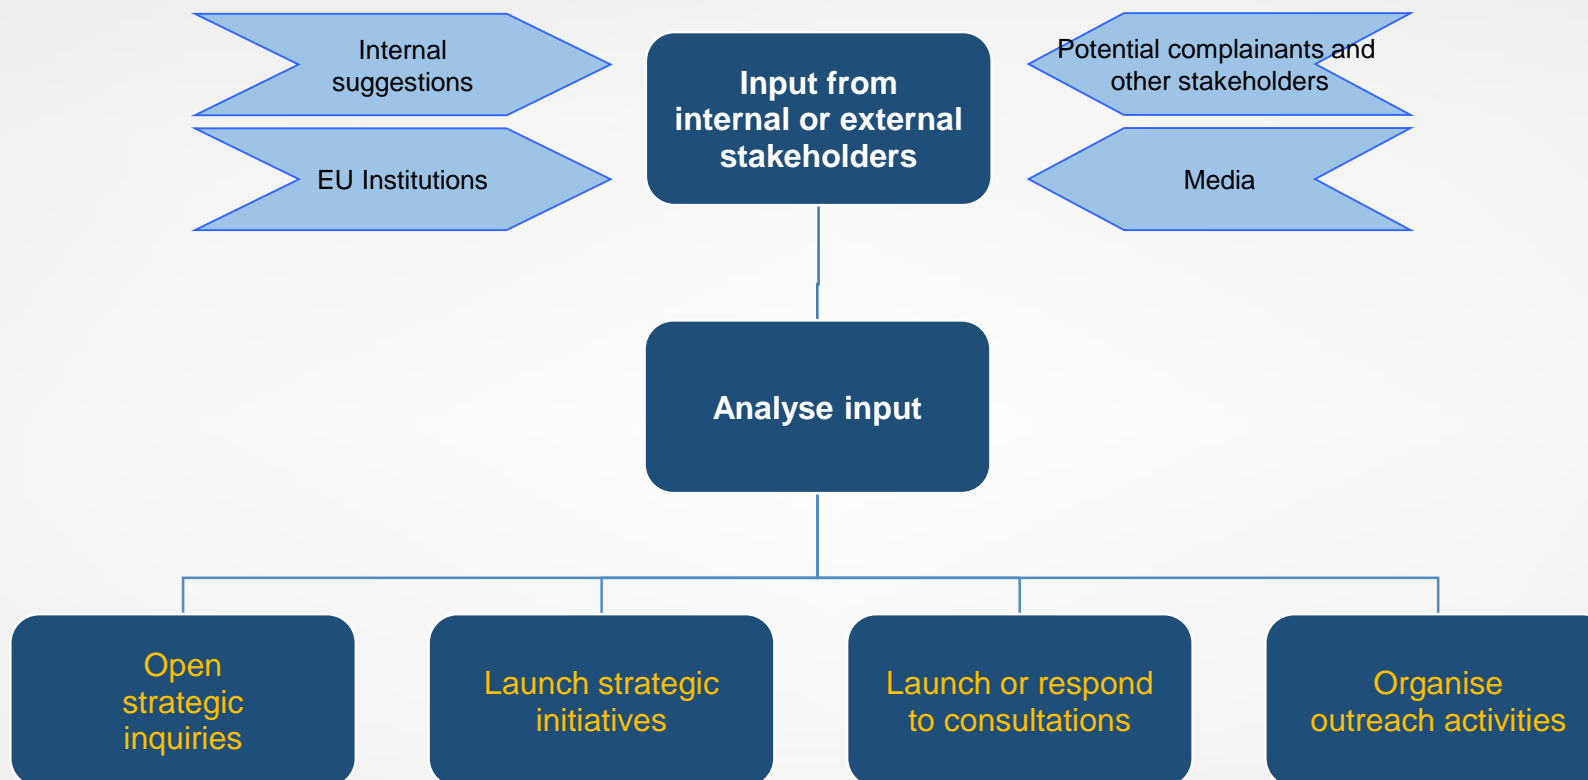 Internal
suggestions
EU Institutions
Input from
internal or external
stakeholders
Potential complainants and
other stakeholders
Media
Analyse input
Open
strategic
inquiries
Launch strategic
initiatives
Launch or respond
to consultations
Organise
outreach activities